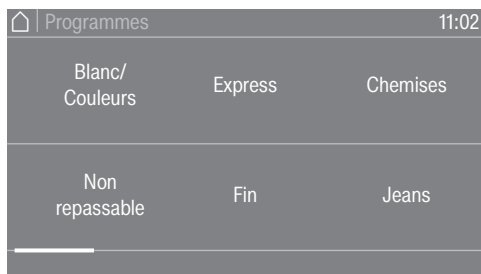 Programmes 11:02
Blanc/
Couleurs
Express
Chemises
Non
repassable
Fin
Jeans